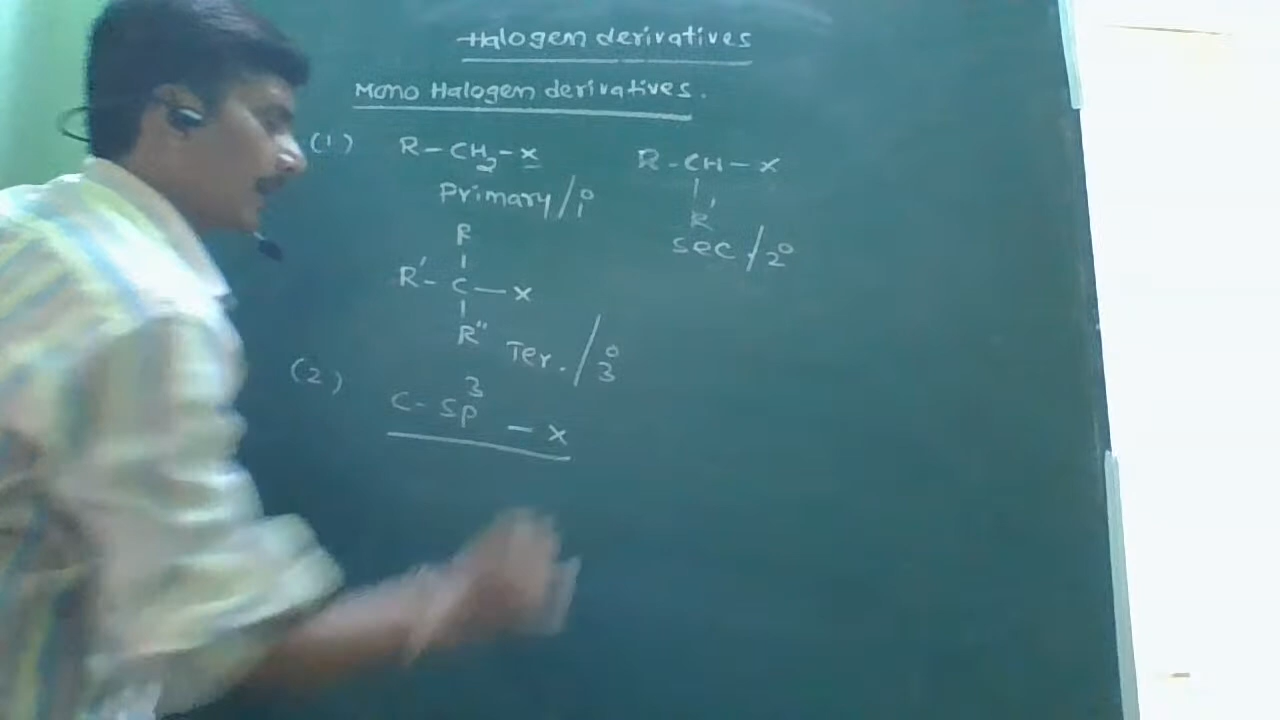 Halogen derivatives
Mono Halogen derivatives.
(1) R-CH2-x R-CH-x
Primary/1° R'
sec/2°
R
R'-C-x
R"
Ter./3°
(2) C-sp3-x